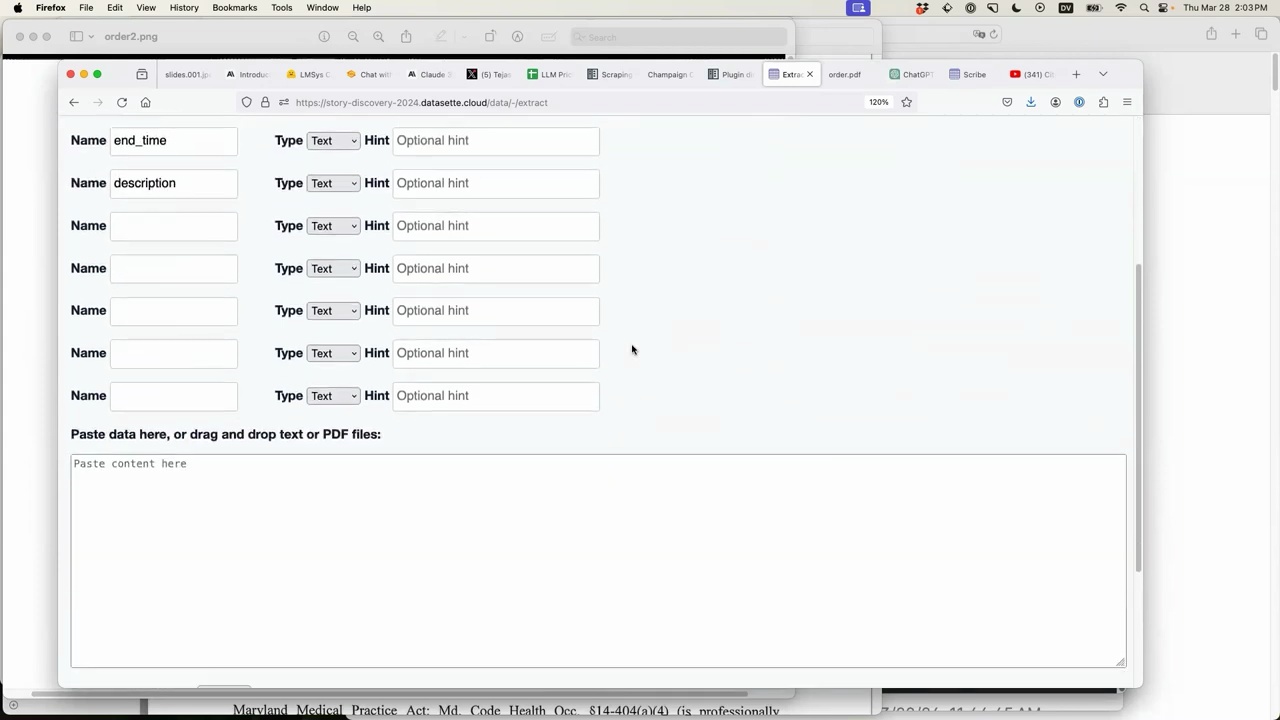 Firefox File Edit View History Bookmarks Tools Window Help DV Thu Mar 28 2:03 PM
order2.png Search
slides.001.jp Introduc LMSys C Chat with Claude 3 (5) Tejas LLM Pric Scraping Champaign C Plugin di Extrac order.pdf ChatGPT Scribe (341) Cit
https://story-discovery-2024.datasette.cloud/data/-/extract 120%
Name end_time Type Text Hint Optional hint
Name description Type Text Hint Optional hint
Name Type Text Hint Optional hint
Name Type Text Hint Optional hint
Name Type Text Hint Optional hint
Name Type Text Hint Optional hint
Name Type Text Hint Optional hint
Paste data here, or drag and drop text or PDF files:
Paste content here
Maryland Medical Practice Act: Md. Code Health Occ. §14-404(a)(4) (is professionally